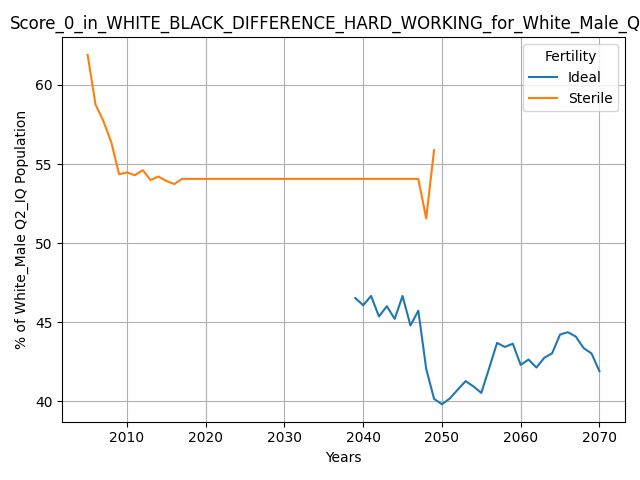 Score_0_in_WHITE_BLACK_DIFFERENCE_HARD_WORKING_for_White_Male_Q
Fertility
Ideal
Sterile
% of White_Male Q2_IQ Population
60
55
50
45
40
2010 2020 2030 2040 2050 2060 2070
Years